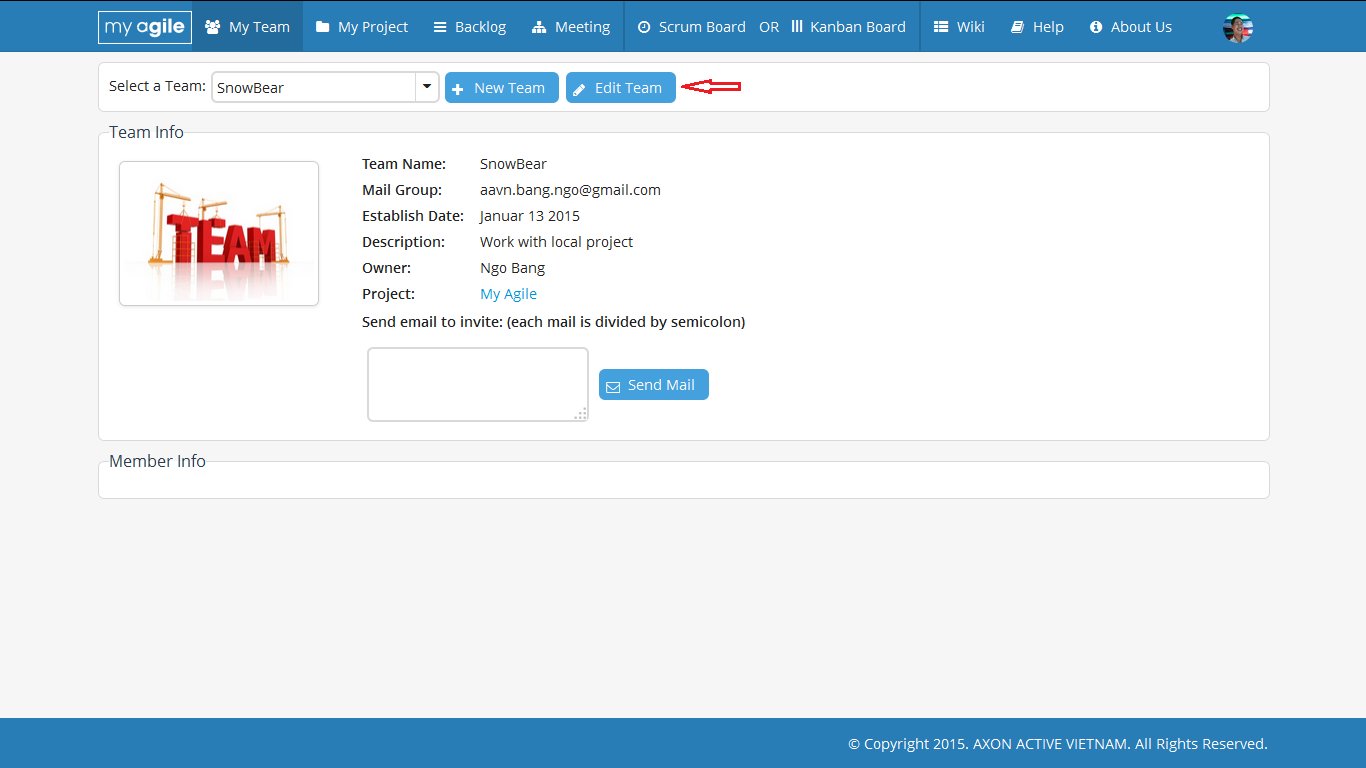 my agile My Team My Project Backlog Meeting Scrum Board OR Kanban Board Wiki Help About Us
Select a Team: SnowBear New Team Edit Team
Team Info
TEAM
Team Name: SnowBear
Mail Group: aavn.bang.ngo@gmail.com
Establish Date: Januar 13 2015
Description: Work with local project
Owner: Ngo Bang
Project: My Agile
Send email to invite: (each mail is divided by semicolon)
Send Mail
Member Info
© Copyright 2015. AXON ACTIVE VIETNAM. All Rights Reserved.